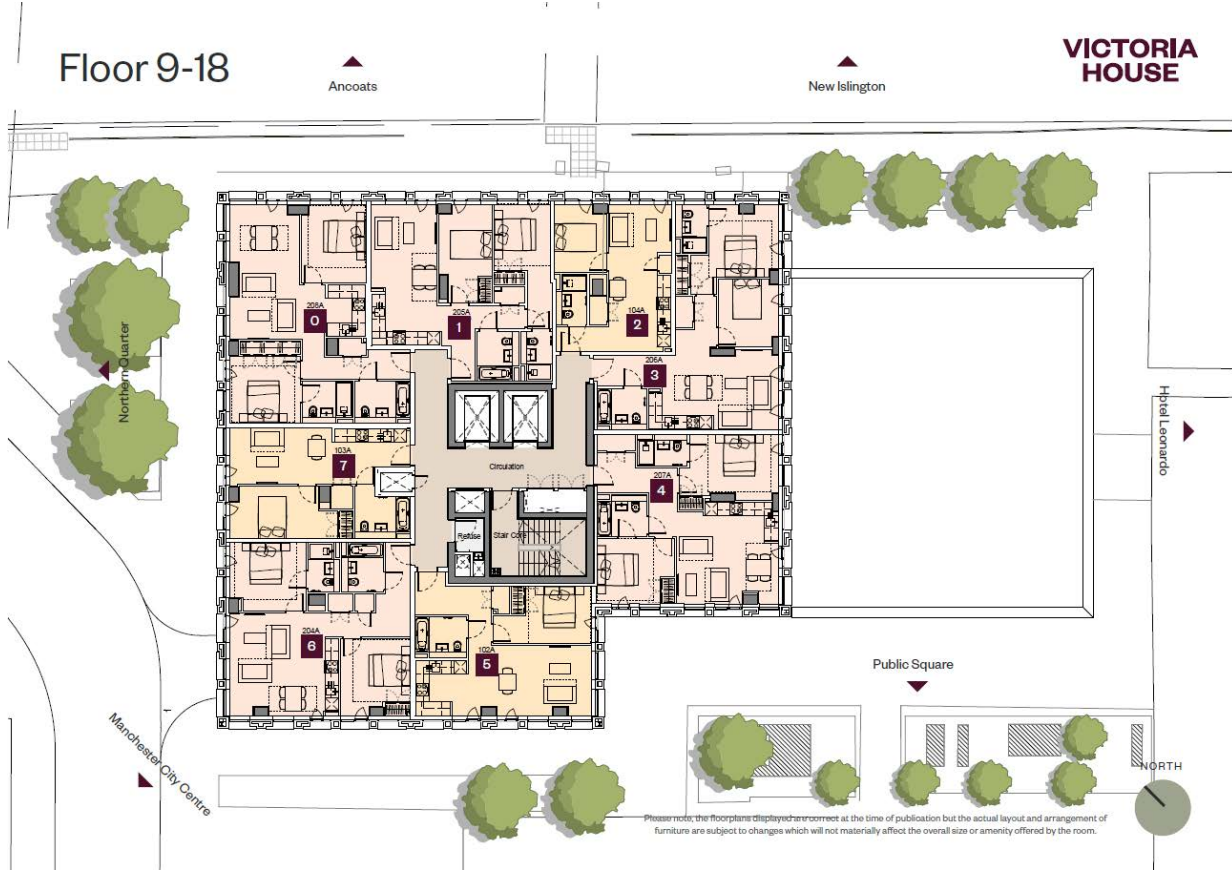 Floor 9-18
Ancoats
New Islington
VICTORIA
HOUSE
208A
0
205A
1
104A
2
206A
3
Northern Quarter
Hotel Leonardo
103A
7
Circulation
207A
4
Refuse
Stair Core
204A
6
102A
5
Public Square
Manchester City Centre
NORTH
Please note, the floorplans displayed are correct at the time of publication but the actual layout and arrangement of
furniture are subject to changes which will not materially affect the overall size or amenity offered by the room.